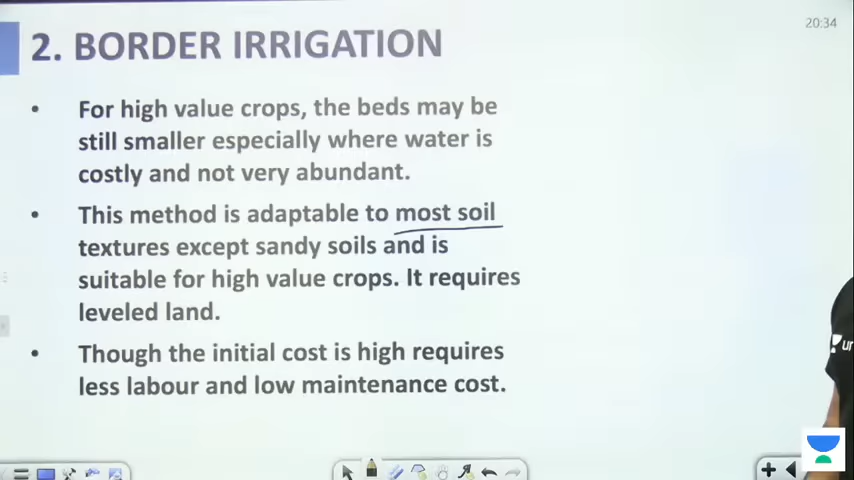 20:34
2. BORDER IRRIGATION
• For high value crops, the beds may be
still smaller especially where water is
costly and not very abundant.
• This method is adaptable to most soil
textures except sandy soils and is
suitable for high value crops. It requires
leveled land.
• Though the initial cost is high requires
less labour and low maintenance cost.
ur